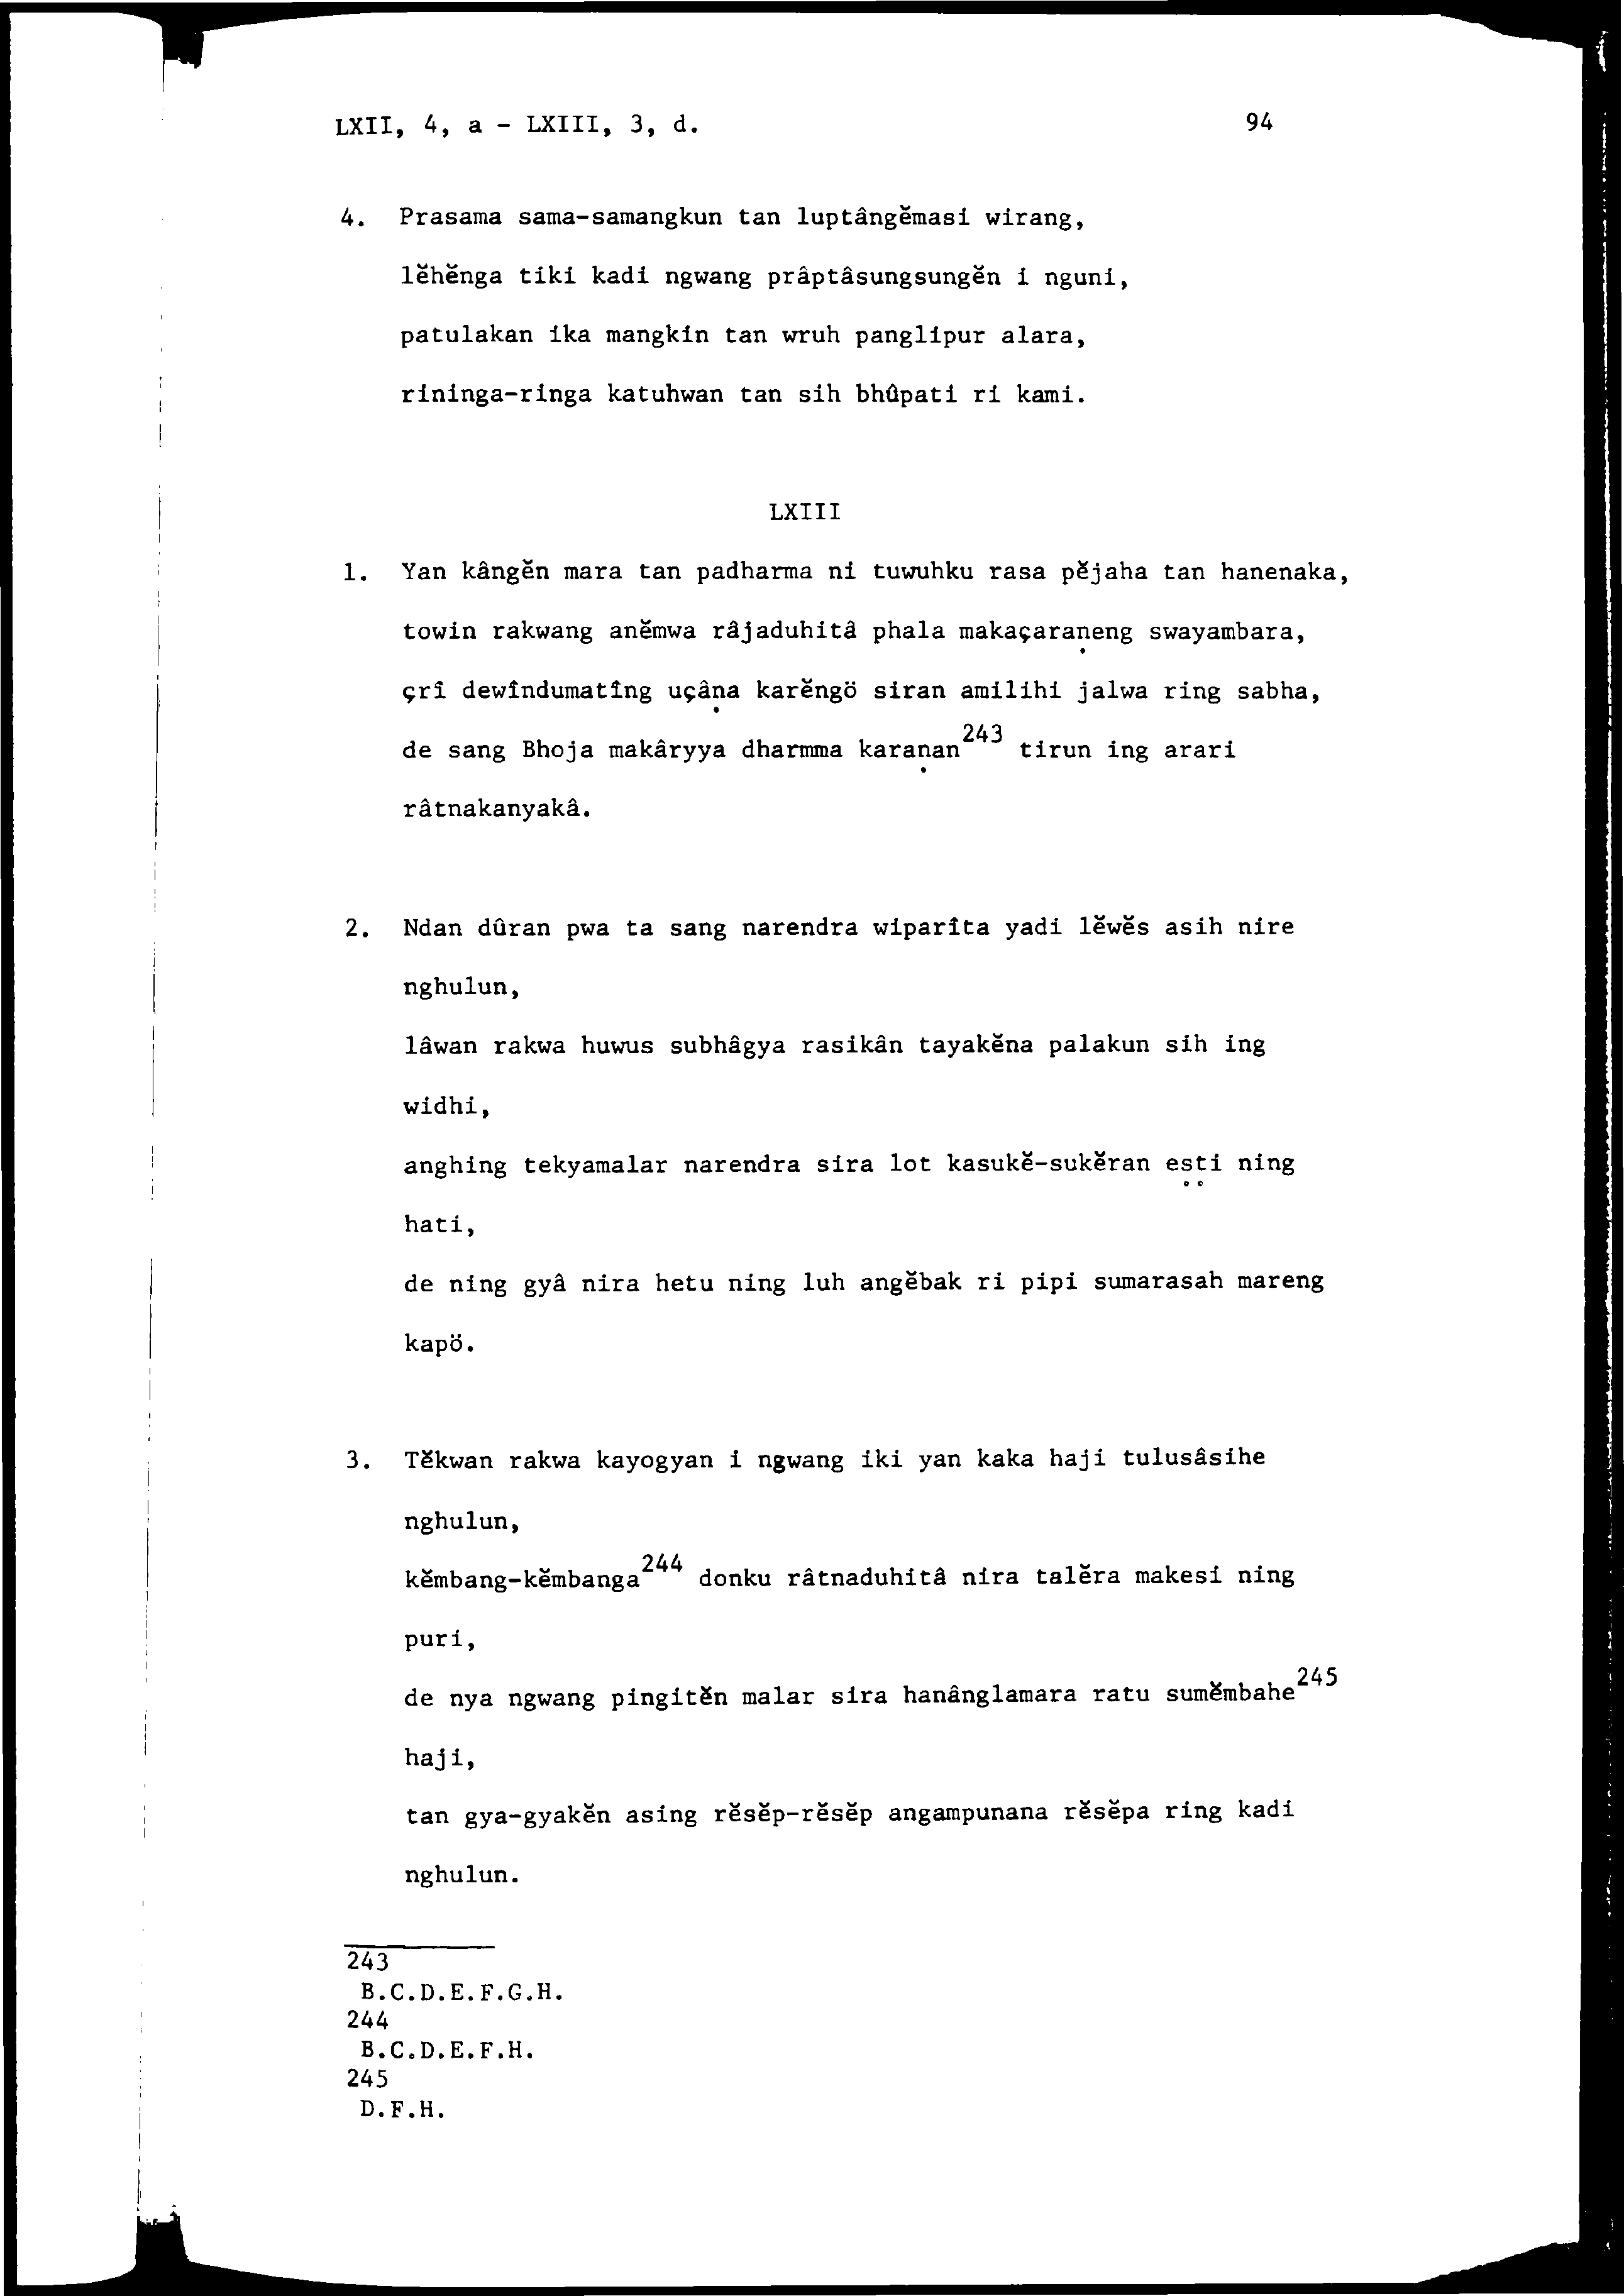 LXII, 4, a - LXIII, 3, d. 94
4. Prasama sama-samangkun tan luptângĕmasi wirang,
lĕhĕnga tiki kadi ngwang prâptâsungsungĕn i nguni,
patulakan ika mangkin tan wruh panglipur alara,
rininga-ringa katuhwan tan sih bhûpati ri kami.
LXIII
1. Yan kângĕn mara tan padharma ni tuwuhku rasa pĕjaha tan hanenaka,
towin rakwang anĕmwa râjaduhitâ phala makaçaraṇeng swayambara,
çrî dewîndumatîng uçâṇa karĕngö siran amilihi jalwa ring sabha,
de sang Bhoja makâryya dharmma karaṇan243 tirun ing arari
râtnakanyakâ.
2. Ndan dûran pwa ta sang narendra wiparîta yadi lĕwĕs asih nire
nghulun,
lâwan rakwa huwus subhâgya rasikân tayakĕna palakun sih ing
widhi,
anghing tekyamalar narendra sira lot kasukĕ-sukĕran eṣṭi ning
hati,
de ning gyâ nira hetu ning luh angĕbak ri pipi sumarasah mareng
kapö.
3. Tĕkwan rakwa kayogyan i ngwang iki yan kaka haji tulusâsihe
nghulun,
kĕmbang-kĕmbanga244 donku râtnaduhitâ nira talĕra makesi ning
puri,
de nya ngwang pingitĕn malar sira hanânglamara ratu sumĕmbahe245
haji,
tan gya-gyakĕn asing rĕsĕp-rĕsĕp angampunana rĕsĕpa ring kadi
nghulun.
243
B.C.D.E.F.G.H.
244
B.C.D.E.F.H.
245
D.F.H.